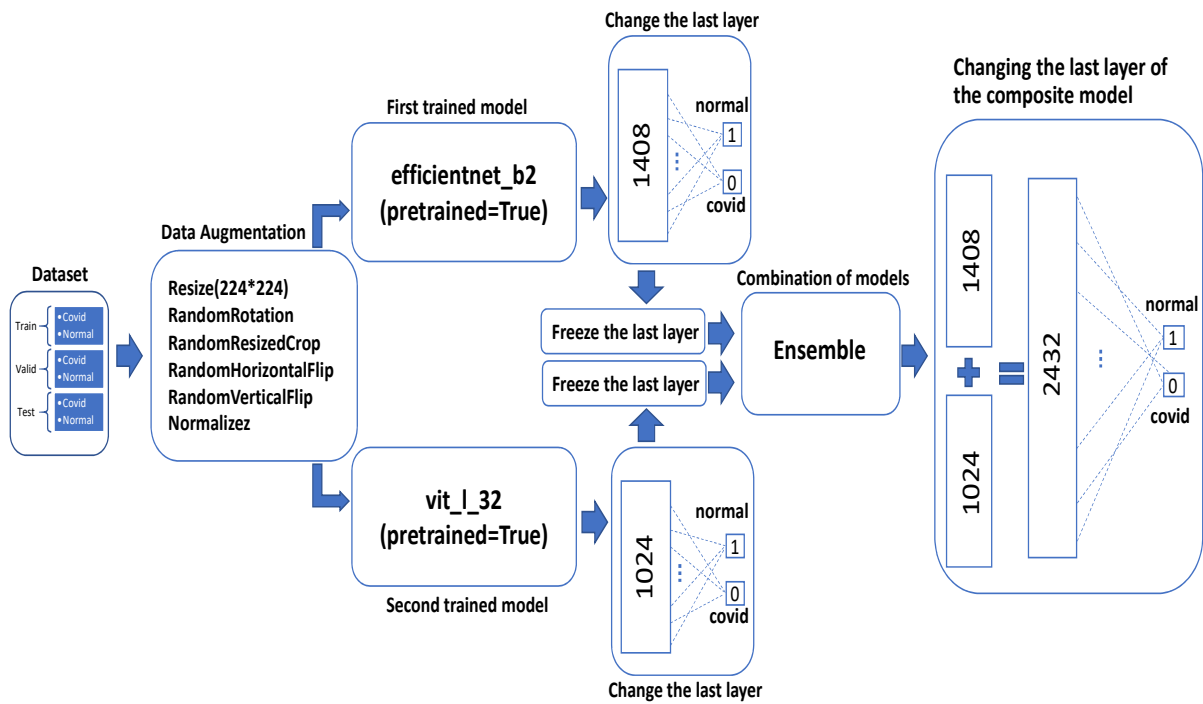 Dataset
Train
• Covid
• Normal
Valid
• Covid
• Normal
Test
• Covid
• Normal
Data Augmentation
Resize(224*224)
RandomRotation
RandomResizedCrop
RandomHorizontalFlip
RandomVerticalFlip
Normalizez
First trained model
efficientnet_b2
(pretrained=True)
vit_l_32
(pretrained=True)
Second trained model
Change the last layer
1408
...
normal
1
0
covid
Freeze the last layer
Freeze the last layer
1024
...
normal
1
0
covid
Change the last layer
Combination of models
Ensemble
Changing the last layer of
the composite model
1408
+
1024
=
2432
...
normal
1
0
covid